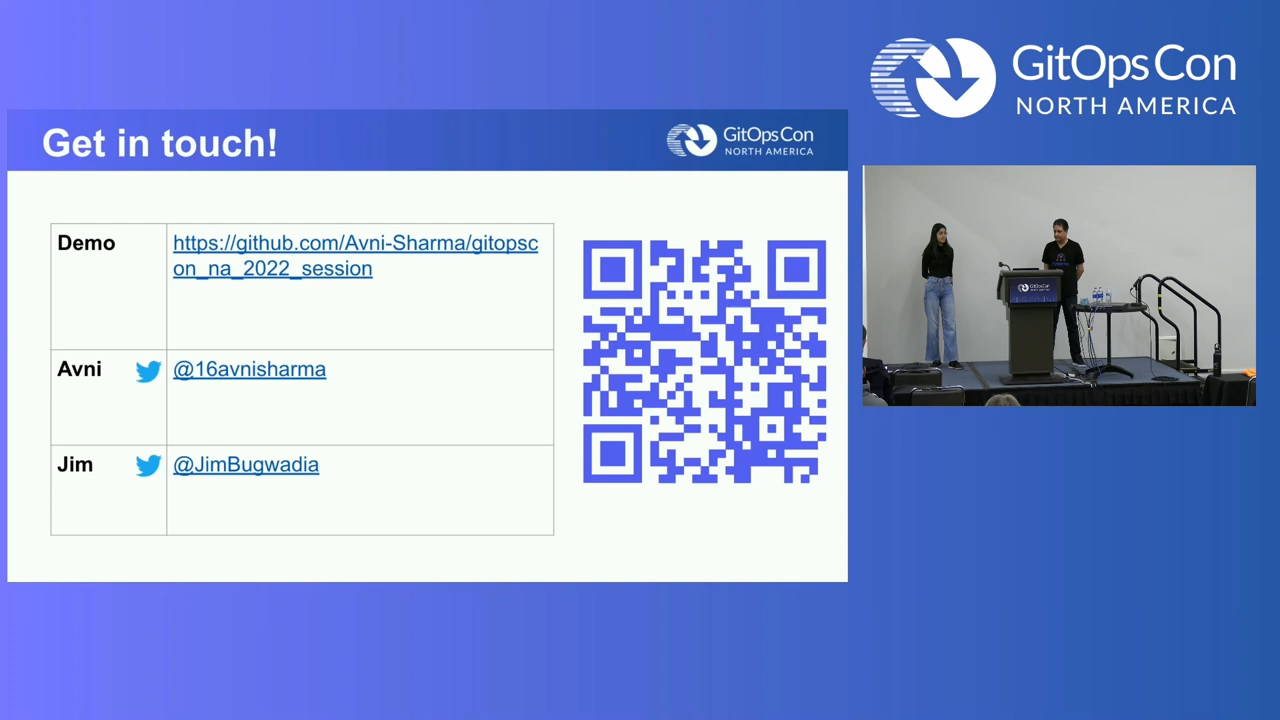 GitOpsCon
NORTH AMERICA
Get in touch!
GitOpsCon
NORTH AMERICA
Demo
https://github.com/Avni-Sharma/gitopsc
on_na_2022_session
Avni
@16avnisharma
Jim
@JimBugwadia
GitOpsCon